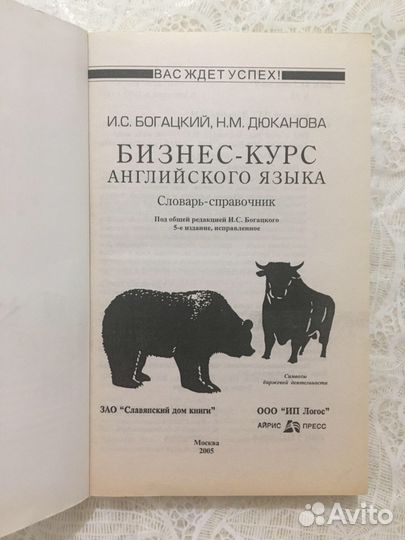 ВАС ЖДЕТ УСПЕХ!
И.С. БОГАЦКИЙ, Н.М. ДЮКАНОВА
БИЗНЕС-КУРС
АНГЛИЙСКОГО ЯЗЫКА
Словарь-справочник
Под общей редакцией И.С. Богацкого
5-е издание, исправленное
Символы
биржевой деятельности
ЗАО "Славянский дом книги"
ООО "ИП Логос"
АЙРИС ПРЕСС
Москва
2005
Avito